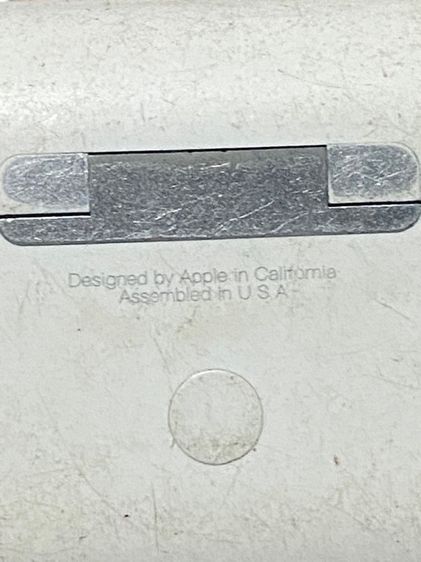 Designed by Apple in California
Assembled in U S A